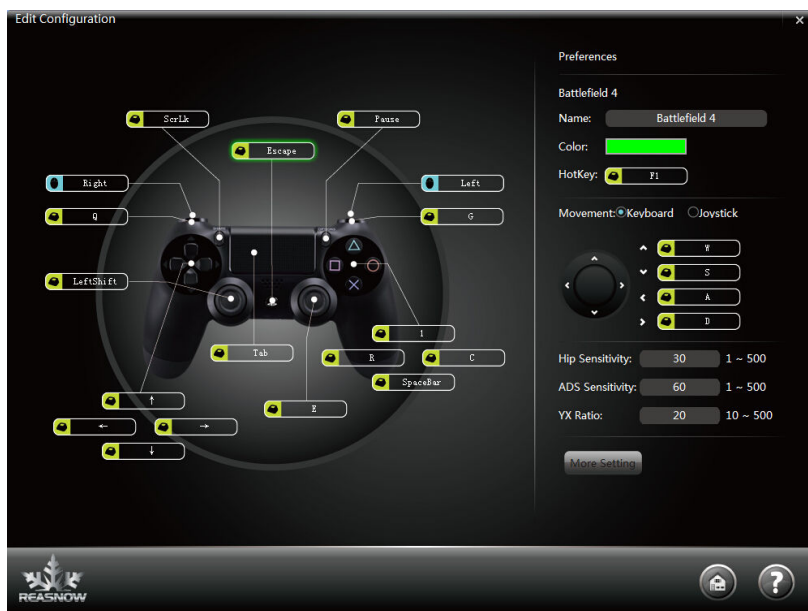 Edit Configuration
×
Preferences
Battlefield 4
Name: Battlefield 4
Color:
HotKey: F1
Movement: Keyboard Joystick
W
S
A
D
Hip Sensitivity: 30 1 ~ 500
ADS Sensitivity: 60 1 ~ 500
YX Ratio: 20 10 ~ 500
More Setting
ScrLk
Pause
Escape
Right
Left
Q
G
LeftShift
1
Tab
R
C
SpaceBar
E
↑
← →
↓
REASNOW
?